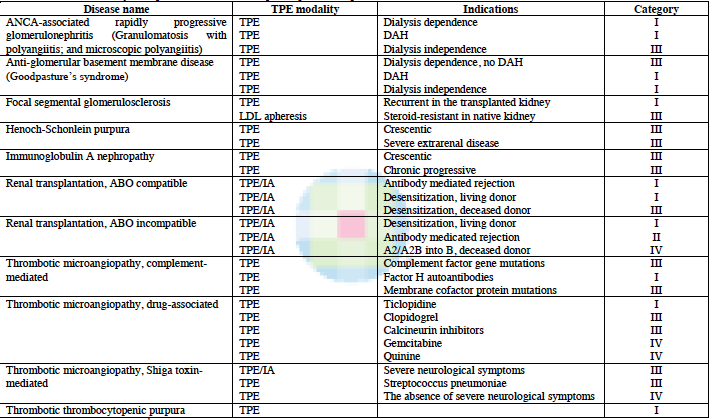 Disease name TPE modality Indications Category
ANCA-associated rapidly progressive TPE Dialysis dependence I
glomerulonephritis (Granulomatosis with TPE DAH I
polyangiitis; and microscopic polyangiitis) TPE Dialysis independence III
Anti-glomerular basement membrane disease TPE Dialysis dependence, no DAH III
(Goodpasture's syndrome) TPE DAH I
TPE Dialysis independence I
Focal segmental glomerulosclerosis TPE Recurrent in the transplanted kidney I
LDL apheresis Steroid-resistant in native kidney III
Henoch-Schonlein purpura TPE Crescentic III
TPE Severe extrarenal disease III
Immunoglobulin A nephropathy TPE Crescentic III
TPE Chronic progressive III
Renal transplantation, ABO compatible TPE/IA Antibody mediated rejection I
TPE/IA Desensitization, living donor I
TPE/IA Desensitization, deceased donor III
Renal transplantation, ABO incompatible TPE/IA Desensitization, living donor I
TPE/IA Antibody medicated rejection II
TPE/IA A2/A2B into B, deceased donor IV
Thrombotic microangiopathy, complement- TPE Complement factor gene mutations III
mediated TPE Factor H autoantibodies I
TPE Membrane cofactor protein mutations III
Thrombotic microangiopathy, drug-associated TPE Ticlopidine I
TPE Clopidogrel III
TPE Calcineurin inhibitors III
TPE Gemcitabine IV
TPE Quinine IV
Thrombotic microangiopathy, Shiga toxin- TPE/IA Severe neurological symptoms III
mediated TPE Streptococcus pneumoniae III
TPE The absence of severe neurological symptoms IV
Thrombotic thrombocytopenic purpura TPE I